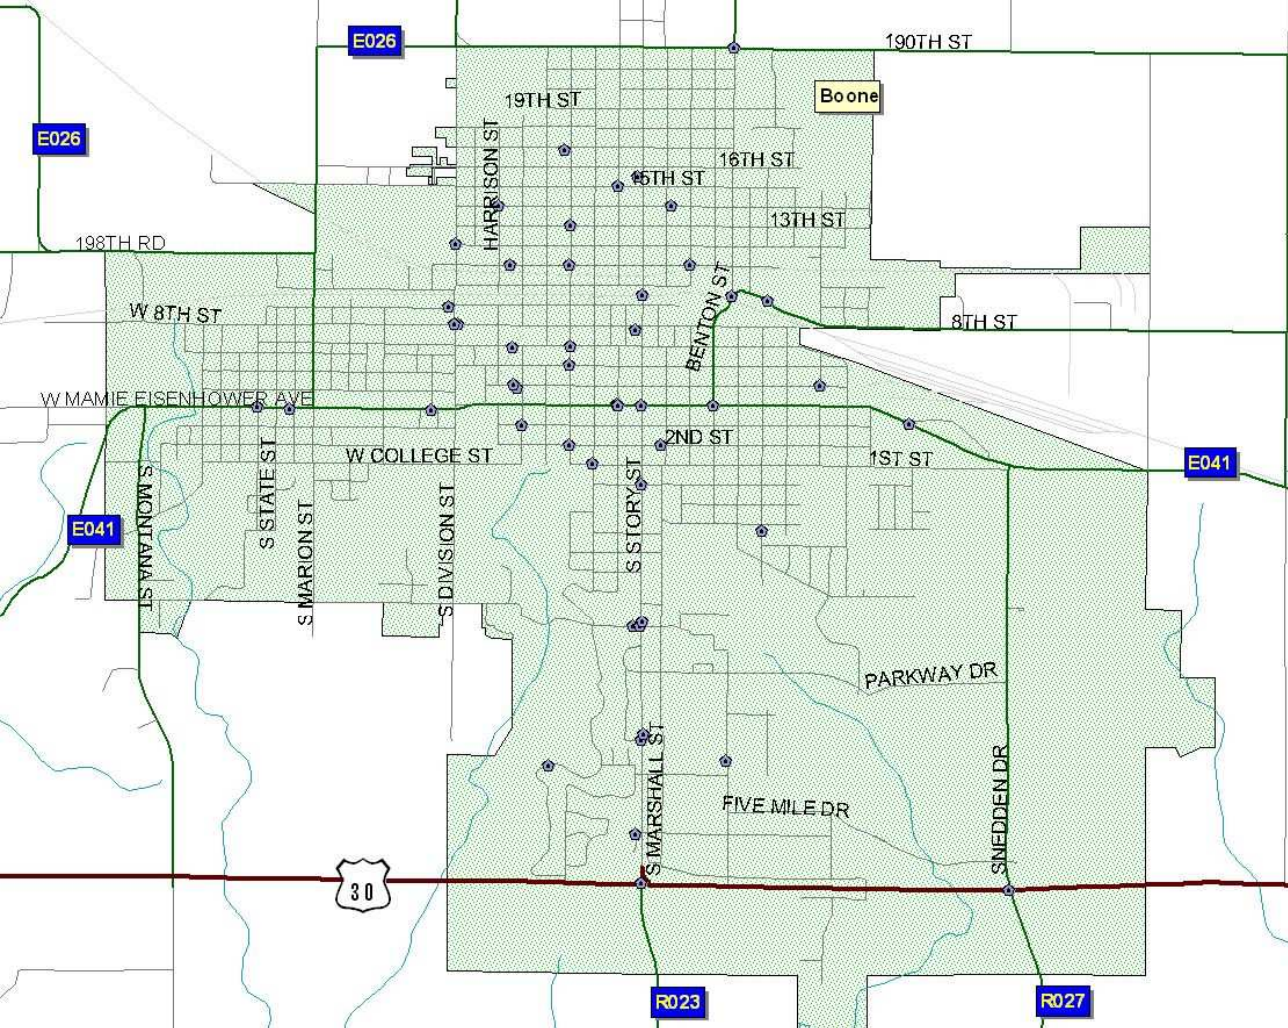 E026
190TH ST
Boone
19TH ST
E026
HARRISON ST
16TH ST
15TH ST
13TH ST
198TH RD
BENTON ST
W 8TH ST
8TH ST
W MAMIE EISENHOWER AVE
2ND ST
W COLLEGE ST
1ST ST
E041
S MONTANA ST
S STATE ST
S MARION ST
S DIVISION ST
S STORY ST
E041
PARKWAY DR
S MARSHALL ST
SNEDDEN DR
FIVE MILE DR
30
R023
R027